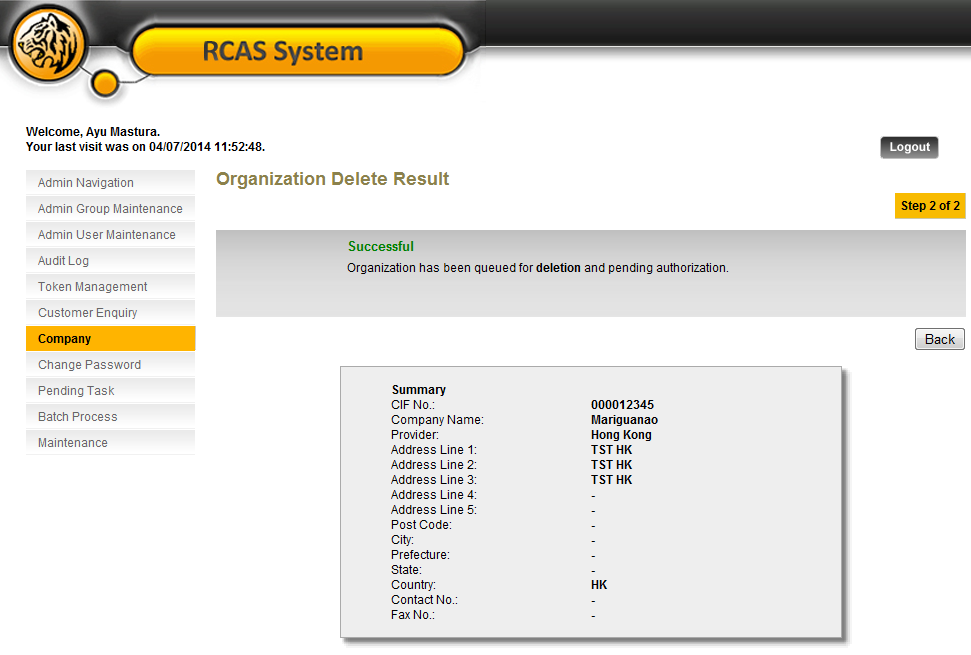 RCAS System
Welcome, Ayu Mastura.
Your last visit was on 04/07/2014 11:52:48.
Logout
Admin Navigation
Admin Group Maintenance
Admin User Maintenance
Audit Log
Token Management
Customer Enquiry
Company
Change Password
Pending Task
Batch Process
Maintenance
Organization Delete Result
Step 2 of 2
Successful
Organization has been queued for deletion and pending authorization.
Back
Summary
CIF No.: 000012345
Company Name: Mariguanao
Provider: Hong Kong
Address Line 1: TST HK
Address Line 2: TST HK
Address Line 3: TST HK
Address Line 4: -
Address Line 5: -
Post Code: -
City: -
Prefecture: -
State: -
Country: HK
Contact No.: -
Fax No.: -